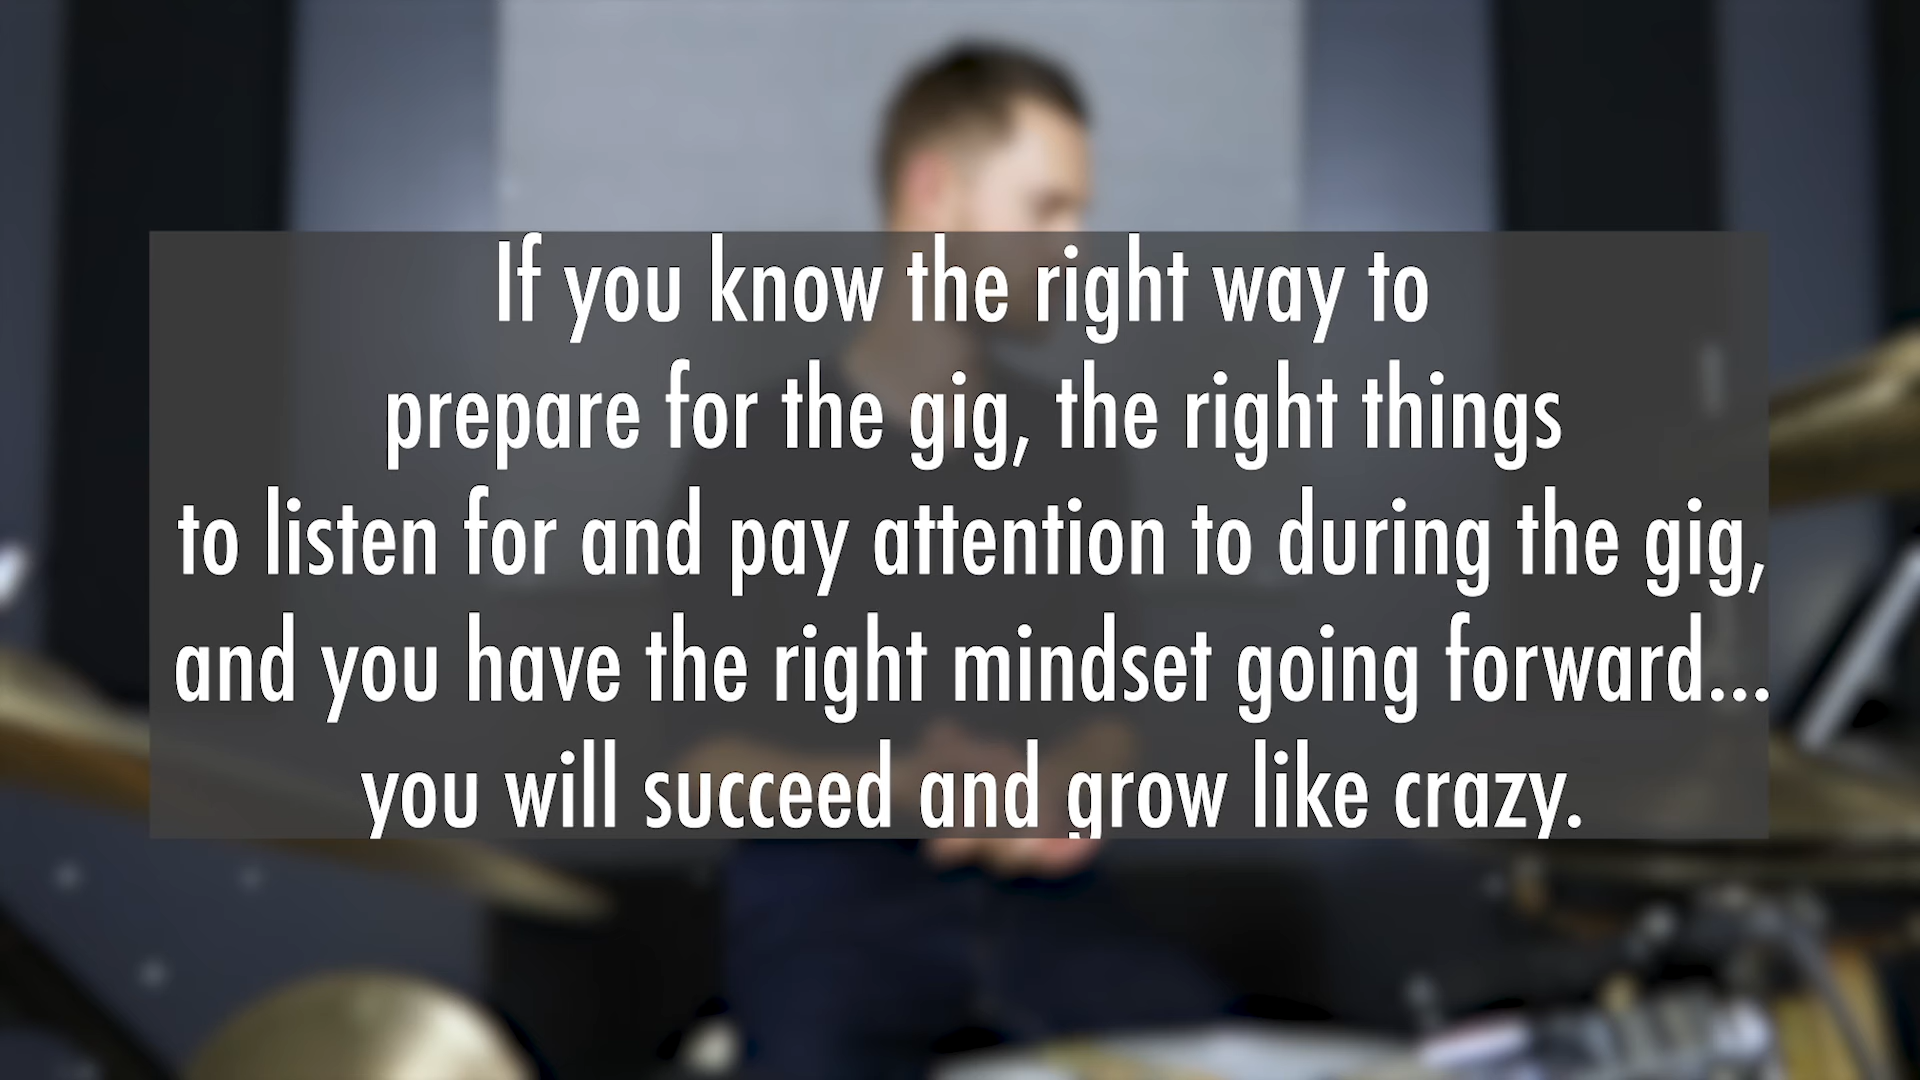 If you know the right way to
prepare for the gig, the right things
to listen for and pay attention to during the gig,
and you have the right mindset going forward...
you will succeed and grow like crazy.